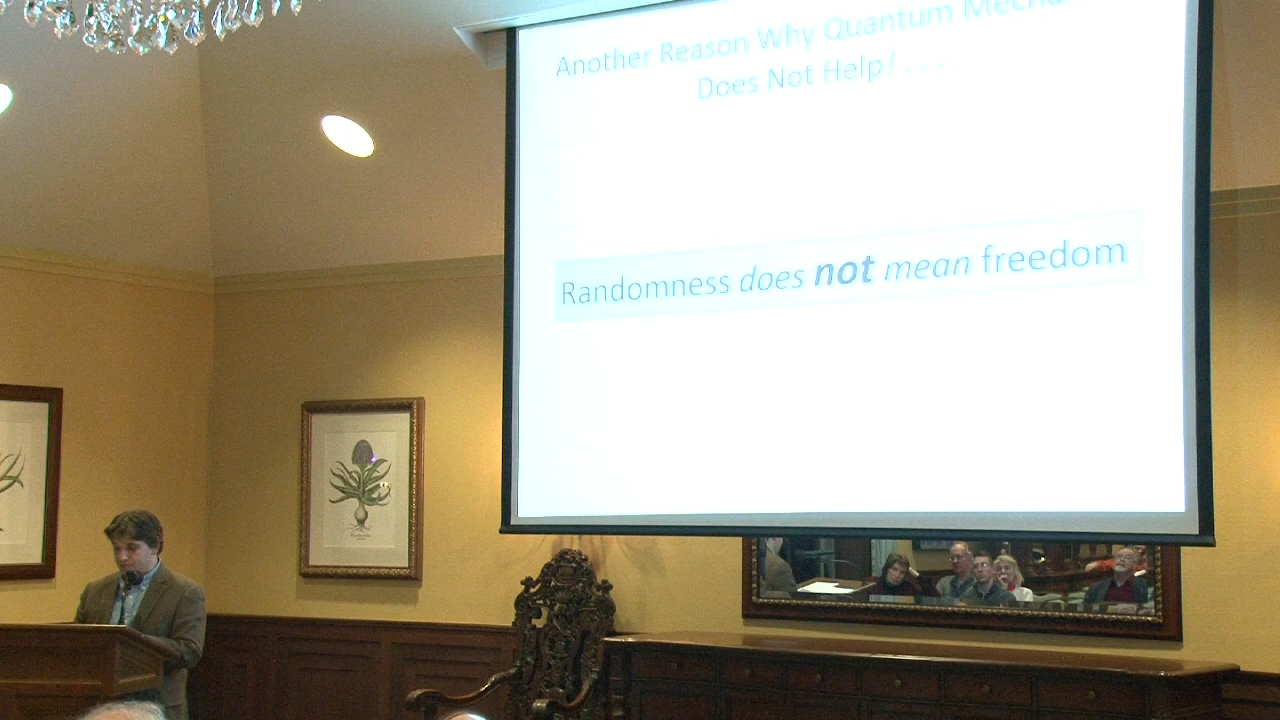 Another Reason Why Quantum
Does Not Help! . . . .
Randomness does not mean freedom